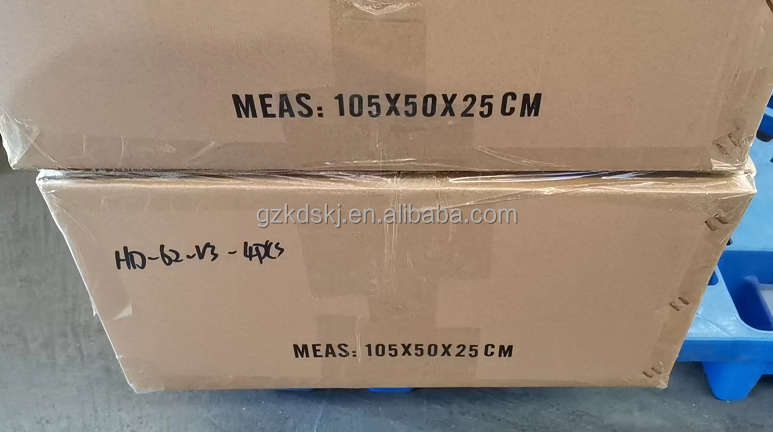 MEAS: 105X50X25CM
gzkdskj.en.alibaba.com
HD-62-V3-4PCS
MEAS: 105X50X25CM